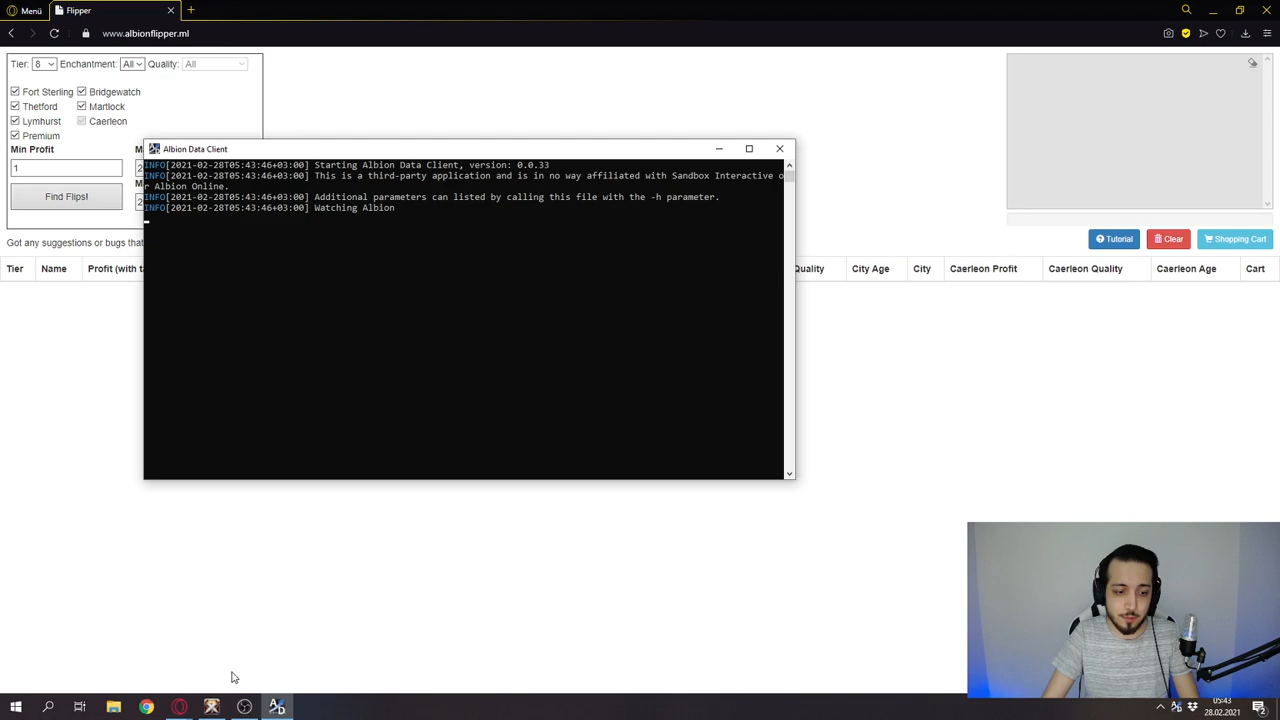 Menü
Flipper
www.albionflipper.ml
Tier: 8 Enchantment: All Quality: All
Fort Sterling Bridgewatch
Thetford Martlock
Lymhurst Caerleon
Premium
Min Profit
1
Find Flips!
Got any suggestions or bugs that
Albion Data Client
INFO[2021-02-28T05:43:46+03:00] Starting Albion Data Client, version: 0.0.33
INFO[2021-02-28T05:43:46+03:00] This is a third-party application and is in no way affiliated with Sandbox Interactive o
r Albion Online.
INFO[2021-02-28T05:43:46+03:00] Additional parameters can listed by calling this file with the -h parameter.
INFO[2021-02-28T05:43:46+03:00] Watching Albion
Tutorial Clear Shopping Cart
Tier Name Profit (with ta Quality City Age City Caerleon Profit Caerleon Quality Caerleon Age Cart
05:43
28.02.2021
2